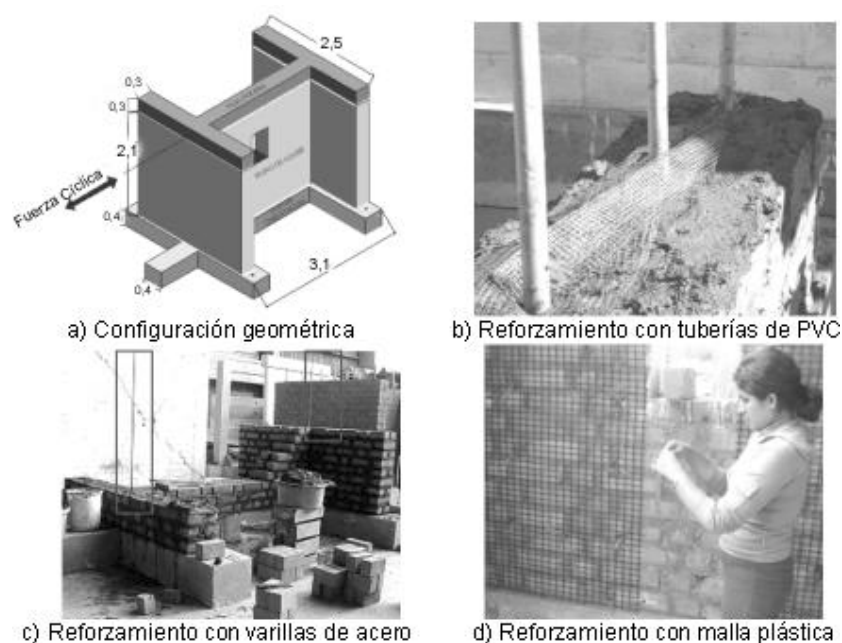 2,5
0,3
0,3
2,1
Fuerza Cíclica
0,4
0,4
3,1
a) Configuración geométrica
b) Reforzamiento con tuberías de PVC
c) Reforzamiento con varillas de acero
d) Reforzamiento con malla plástica